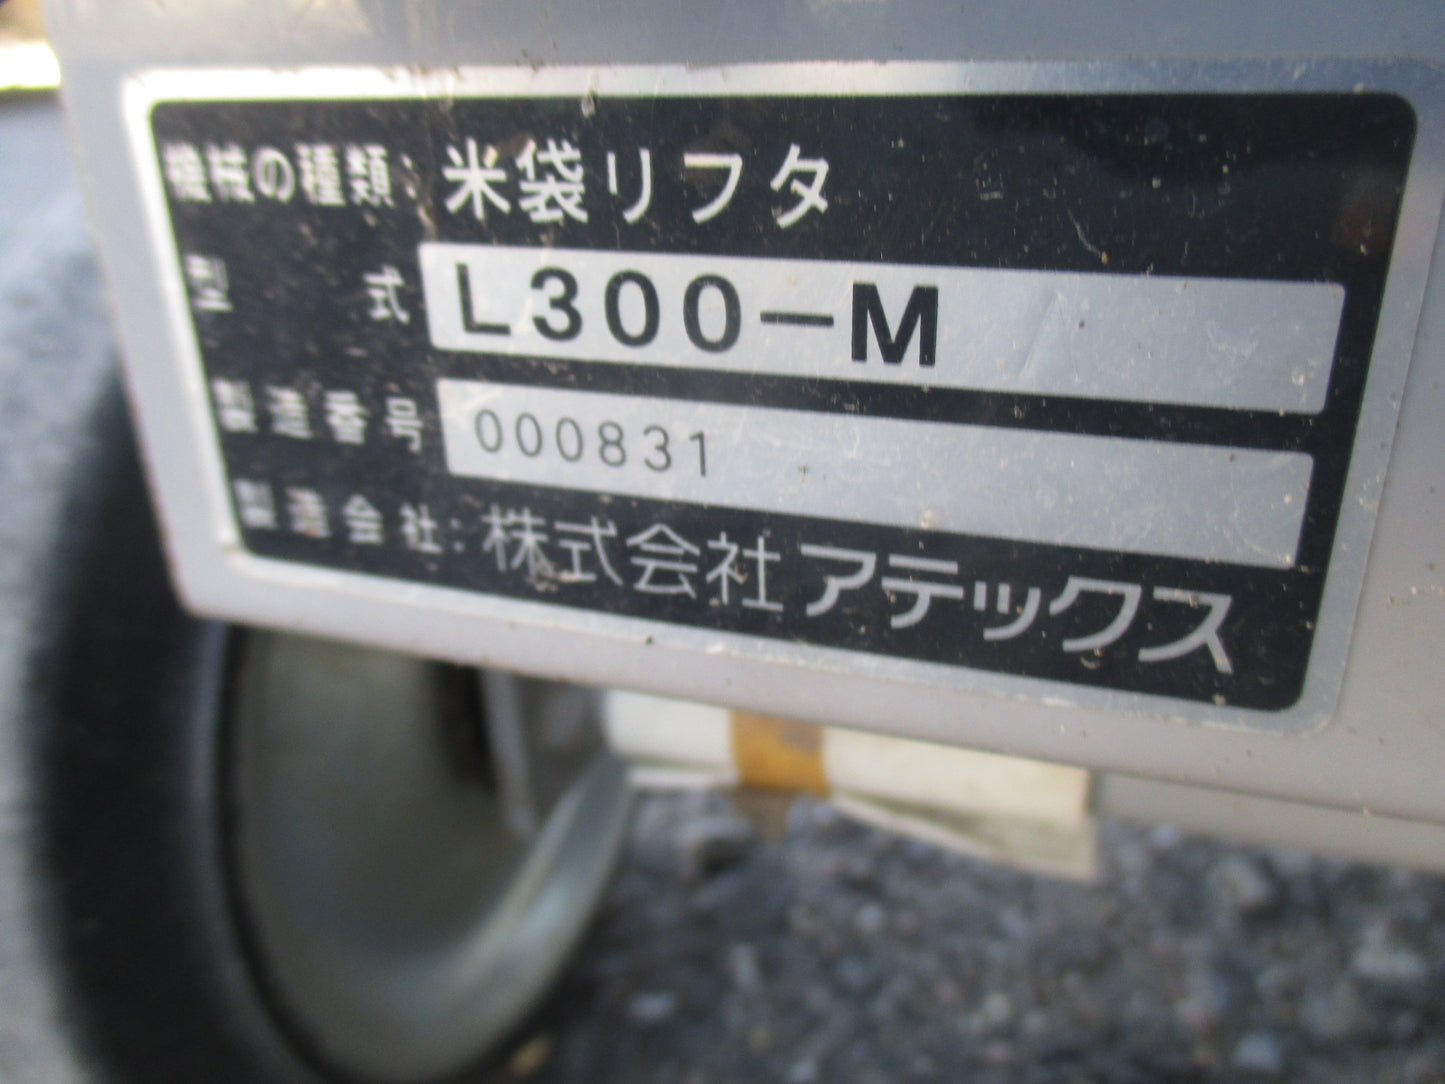 機械の種類: 米袋リフタ
型 式 L300-M
製造番号 000831
製造会社: 株式会社アテックス